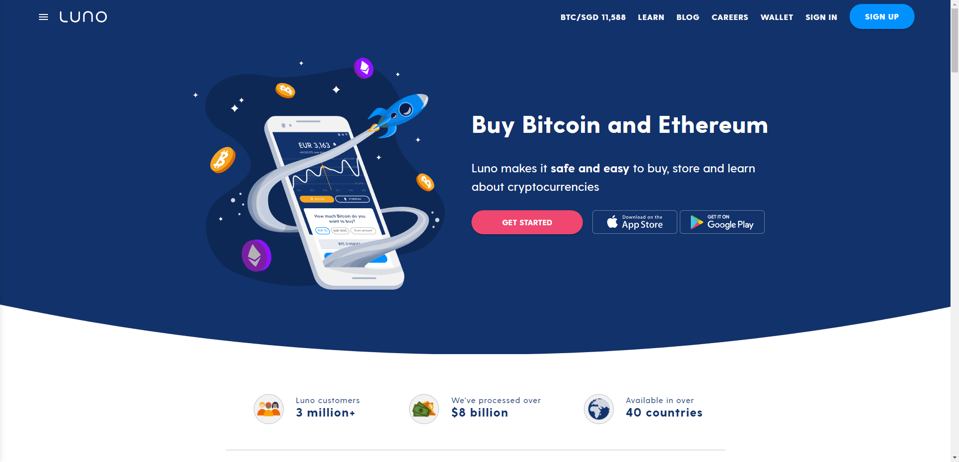 LUNO
BTC/SGD 11,588 LEARN BLOG CAREERS WALLET SIGN IN SIGN UP
EUR 3,163
How much Bitcoin do you
want to buy?
Buy Bitcoin and Ethereum
Luno makes it safe and easy to buy, store and learn
about cryptocurrencies
GET STARTED
Download on the
App Store
GET IT ON
Google Play
Luno customers
3 million+
We've processed over
$8 billion
Available in over
40 countries